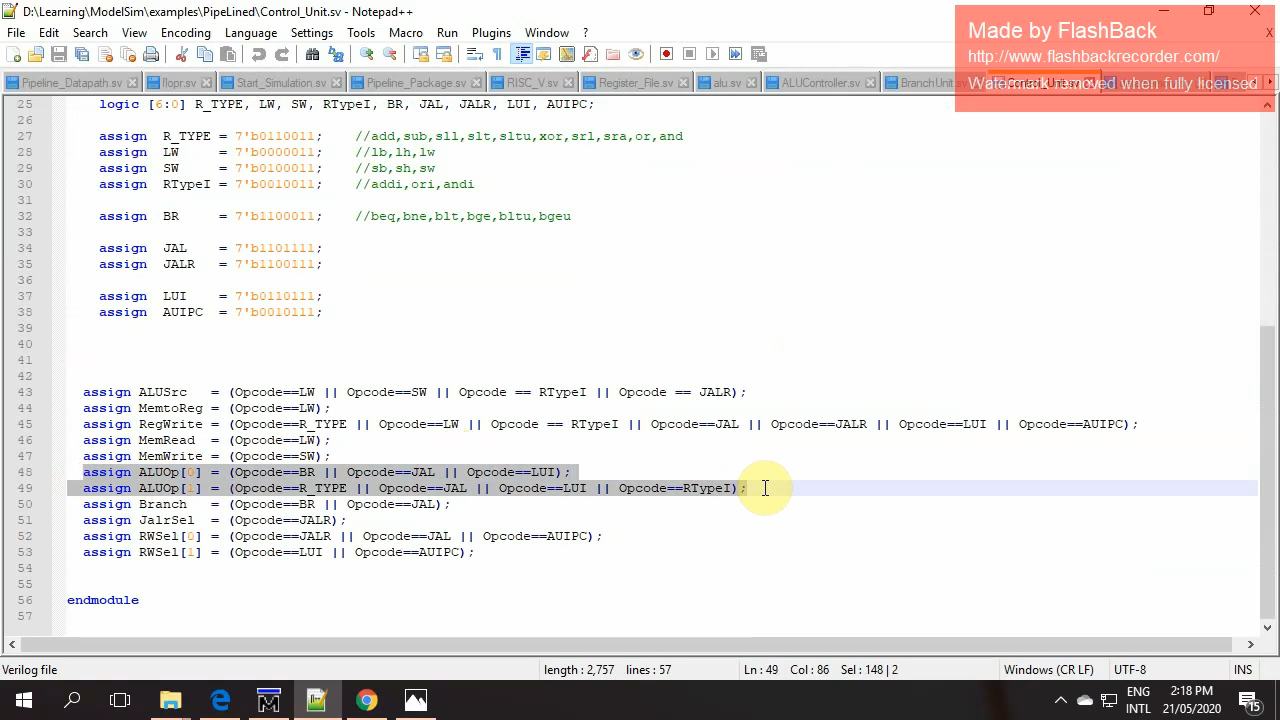 D:\Learning\ModelSim\examples\PipeLined\Control_Unit.sv - Notepad++
File Edit Search View Encoding Language Settings Tools Macro Run Plugins Window ?
Made by FlashBack
http://www.flashbackrecorder.com/
Watermark removed when fully licensed
Pipeline_Datapath.sv flopr.sv Start_Simulation.sv Pipeline_Package.sv RISC_V.sv Register_File.sv alu.sv ALUController.sv BranchUnit.sv
25 logic [6:0] R_TYPE, LW, SW, RTypeI, BR, JAL, JALR, LUI, AUIPC;
26
27 assign R_TYPE = 7'b0110011; //add,sub,sll,slt,sltu,xor,srl,sra,or,and
28 assign LW = 7'b0000011; //lb,lh,lw
29 assign SW = 7'b0100011; //sb,sh,sw
30 assign RTypeI = 7'b0010011; //addi,ori,andi
31
32 assign BR = 7'b1100011; //beq,bne,blt,bge,bltu,bgeu
33
34 assign JAL = 7'b1101111;
35 assign JALR = 7'b1100111;
36
37 assign LUI = 7'b0110111;
38 assign AUIPC = 7'b0010111;
39
40
41
42
43 assign ALUSrc = (Opcode==LW || Opcode==SW || Opcode == RTypeI || Opcode == JALR);
44 assign MemtoReg = (Opcode==LW);
45 assign RegWrite = (Opcode==R_TYPE || Opcode==LW || Opcode == RTypeI || Opcode==JAL || Opcode==JALR || Opcode==LUI || Opcode==AUIPC);
46 assign MemRead = (Opcode==LW);
47 assign MemWrite = (Opcode==SW);
48 assign ALUOp[0] = (Opcode==BR || Opcode==JAL || Opcode==LUI);
49 assign ALUOp[1] = (Opcode==R_TYPE || Opcode==JAL || Opcode==LUI || Opcode==RTypeI);
50 assign Branch = (Opcode==BR || Opcode==JAL);
51 assign JalrSel = (Opcode==JALR);
52 assign RWSel[0] = (Opcode==JALR || Opcode==JAL || Opcode==AUIPC);
53 assign RWSel[1] = (Opcode==LUI || Opcode==AUIPC);
54
55
56 endmodule
57
Verilog file length : 2,757 lines : 57 Ln : 49 Col : 86 Sel : 148 | 2 Windows (CR LF) UTF-8 INS
ENG 2:18 PM
INTL 21/05/2020 15